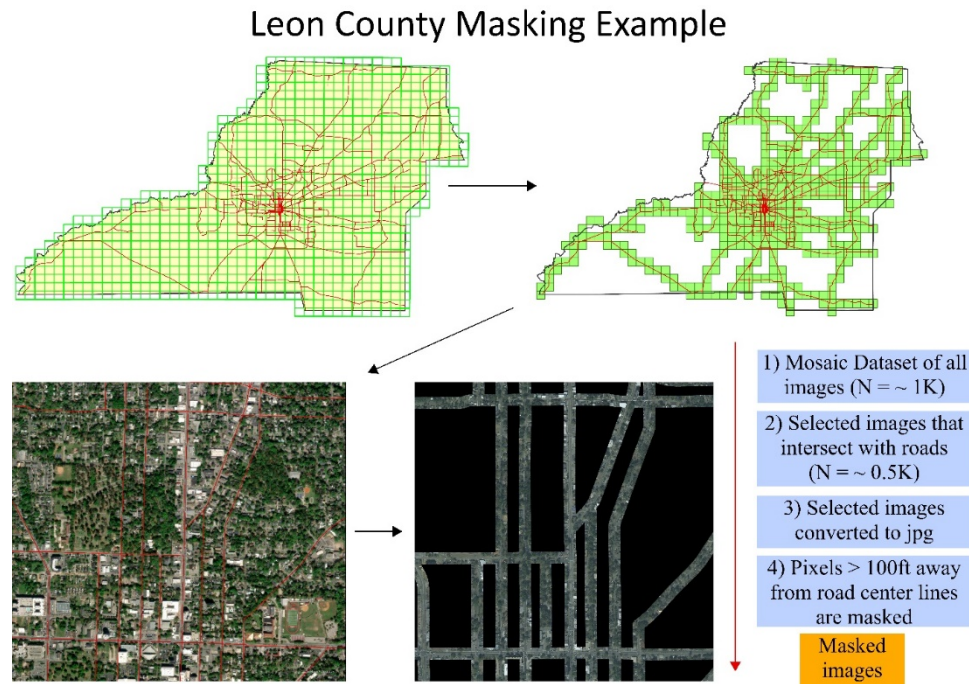 Leon County Masking Example
1) Mosaic Dataset of all
images (N = ~ 1K)
2) Selected images that
intersect with roads
(N = ~ 0.5K)
3) Selected images
converted to jpg
4) Pixels > 100ft away
from road center lines
are masked
Masked
images